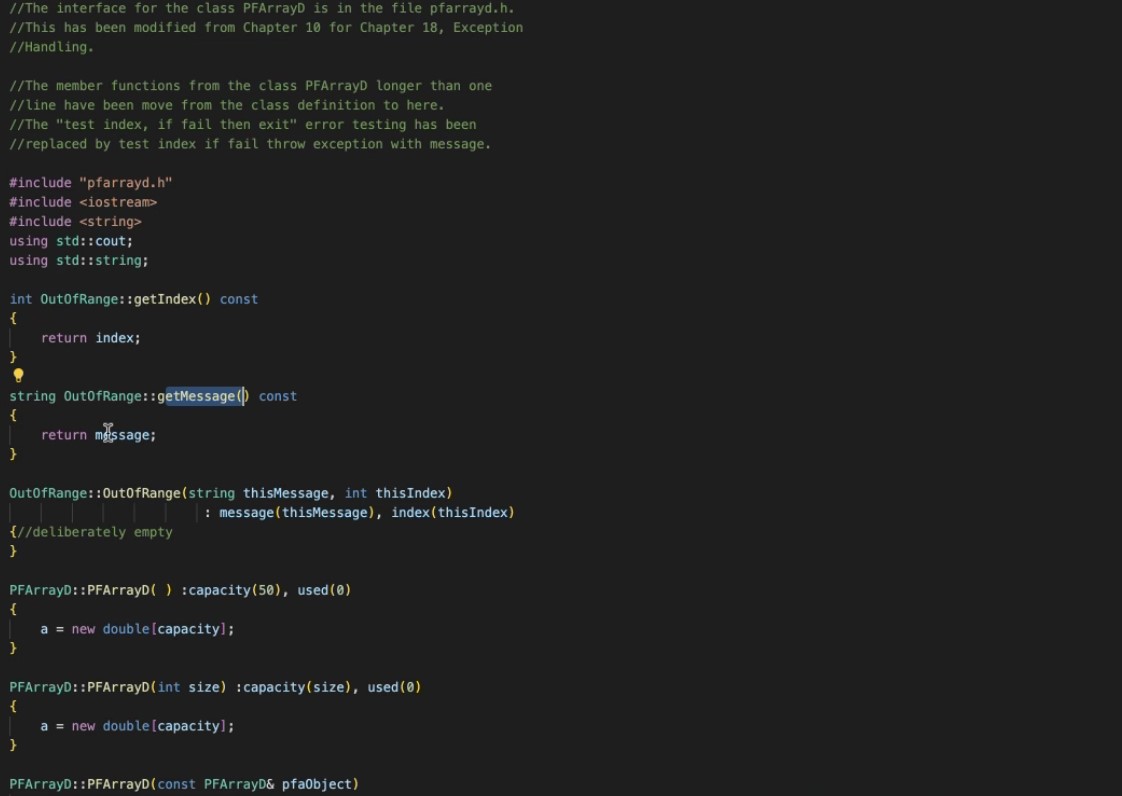 //The interface for the class PFArrayD is in the file pfarrayd.h.
//This has been modified from Chapter 10 for Chapter 18, Exception
//Handling.
//The member functions from the class PFArrayD longer than one
//line have been move from the class definition to here.
//The "test index, if fail then exit" error testing has been
//replaced by test index if fail throw exception with message.
#include "pfarrayd.h"
#include <iostream>
#include <string>
using std::cout;
using std::string;
int OutOfRange::getIndex() const
{
return index;
}
string OutOfRange::getMessage() const
{
return message;
}
OutOfRange::OutOfRange(string thisMessage, int thisIndex)
: message(thisMessage), index(thisIndex)
{//deliberately empty
}
PFArrayD::PFArrayD( ) :capacity(50), used(0)
{
a = new double[capacity];
}
PFArrayD::PFArrayD(int size) :capacity(size), used(0)
{
a = new double[capacity];
}
PFArrayD::PFArrayD(const PFArrayD& pfaObject)